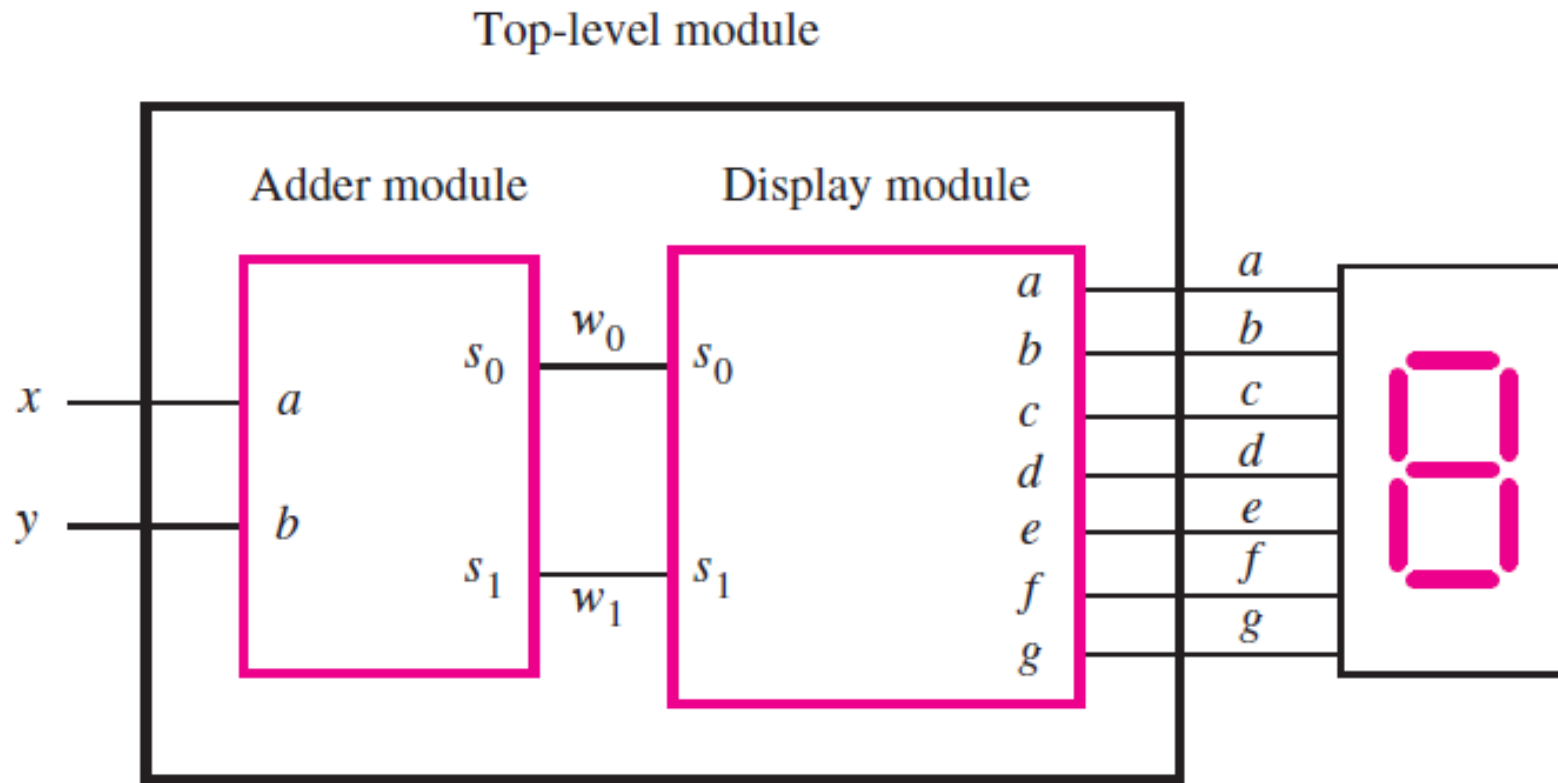 Top-level module
Adder module
Display module
x
y
a
b
s0
s1
w0
w1
s0
s1
a
b
c
d
e
f
g
a
b
c
d
e
f
g